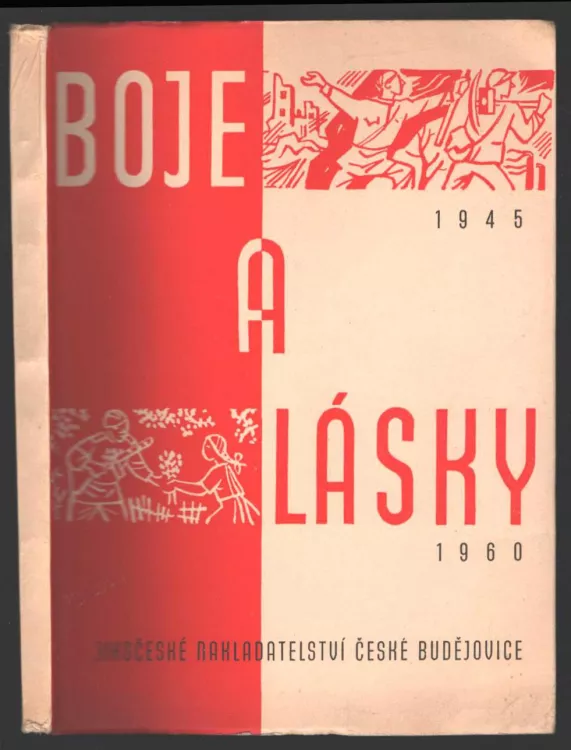 BOJE
1945
A
LÁSKY
1960
JIHOČESKÉ NAKLADATELSTVÍ ČESKÉ BUDĚJOVICE